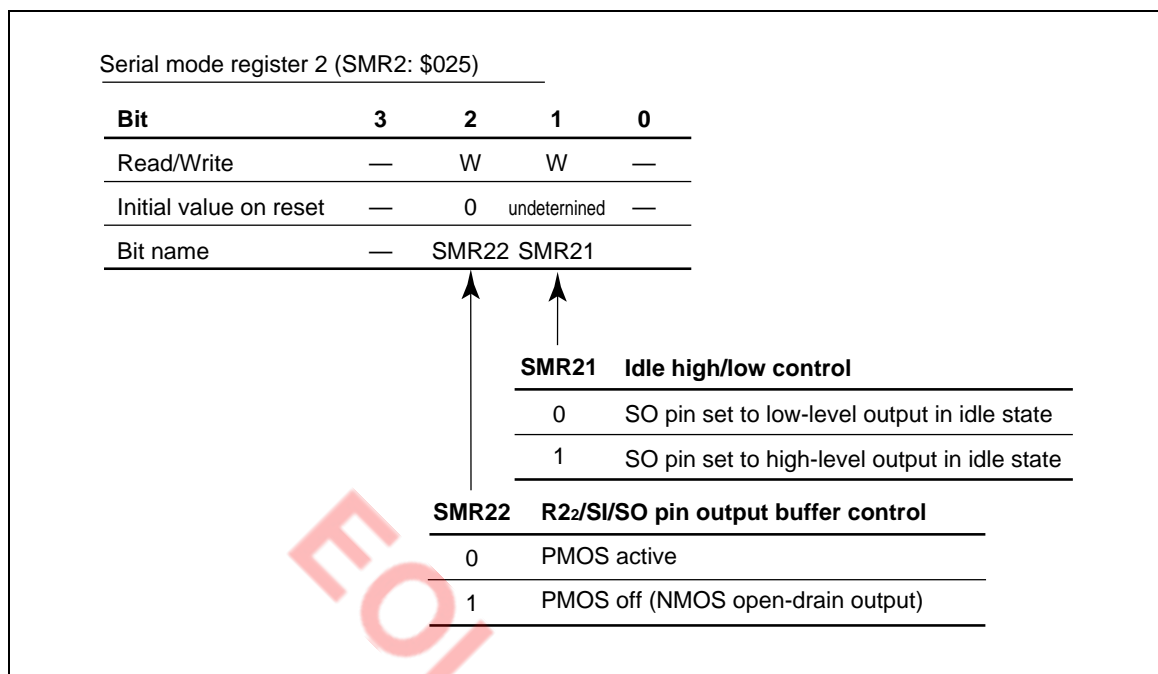 Serial mode register 2 (SMR2: $025)
Bit 3 2 1 0
Read/Write — W W —
Initial value on reset — 0 undeternined —
Bit name — SMR22 SMR21
SMR21 Idle high/low control
0 SO pin set to low-level output in idle state
1 SO pin set to high-level output in idle state
SMR22 R22/SI/SO pin output buffer control
0 PMOS active
1 PMOS off (NMOS open-drain output)
EOL